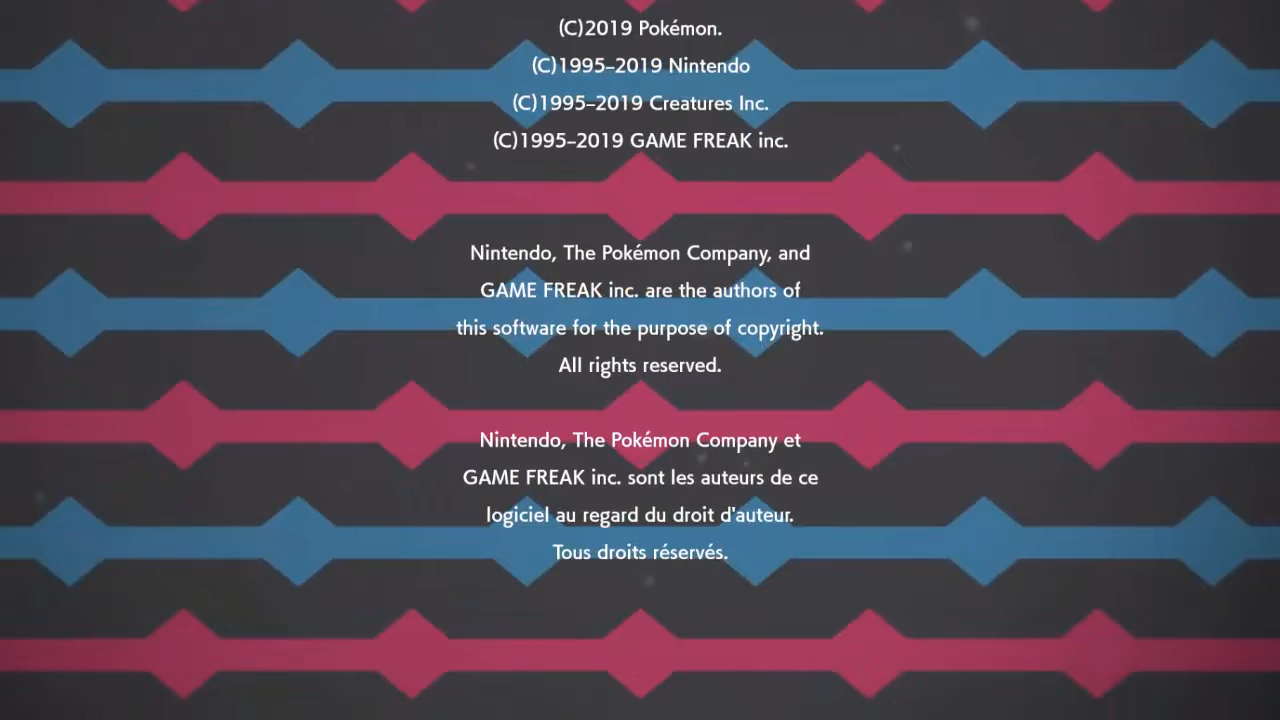 (C)2019 Pokémon.
(C)1995–2019 Nintendo
(C)1995–2019 Creatures Inc.
(C)1995–2019 GAME FREAK inc.
Nintendo, The Pokémon Company, and
GAME FREAK inc. are the authors of
this software for the purpose of copyright.
All rights reserved.
Nintendo, The Pokémon Company et
GAME FREAK inc. sont les auteurs de ce
logiciel au regard du droit d'auteur.
Tous droits réservés.